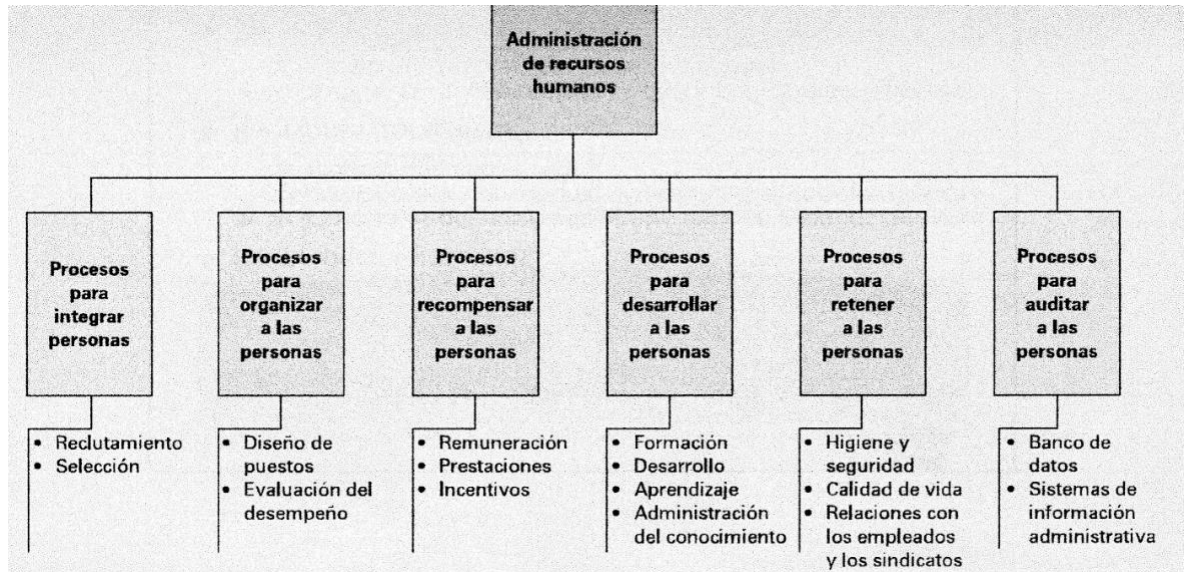 Administración
de recursos
humanos
Procesos
para
integrar
personas
Procesos
para
organizar
a las
personas
Procesos
para
recompensar
a las
personas
Procesos
para
desarrollar
a las
personas
Procesos
para
retener
a las
personas
Procesos
para
auditar
a las
personas
• Reclutamiento
• Selección
• Diseño de
puestos
• Evaluación del
desempeño
• Remuneración
• Prestaciones
• Incentivos
• Formación
• Desarrollo
• Aprendizaje
• Administración
del conocimiento
• Higiene y
seguridad
• Calidad de vida
• Relaciones con
los empleados
y los sindicatos
• Banco de
datos
• Sistemas de
información
administrativa